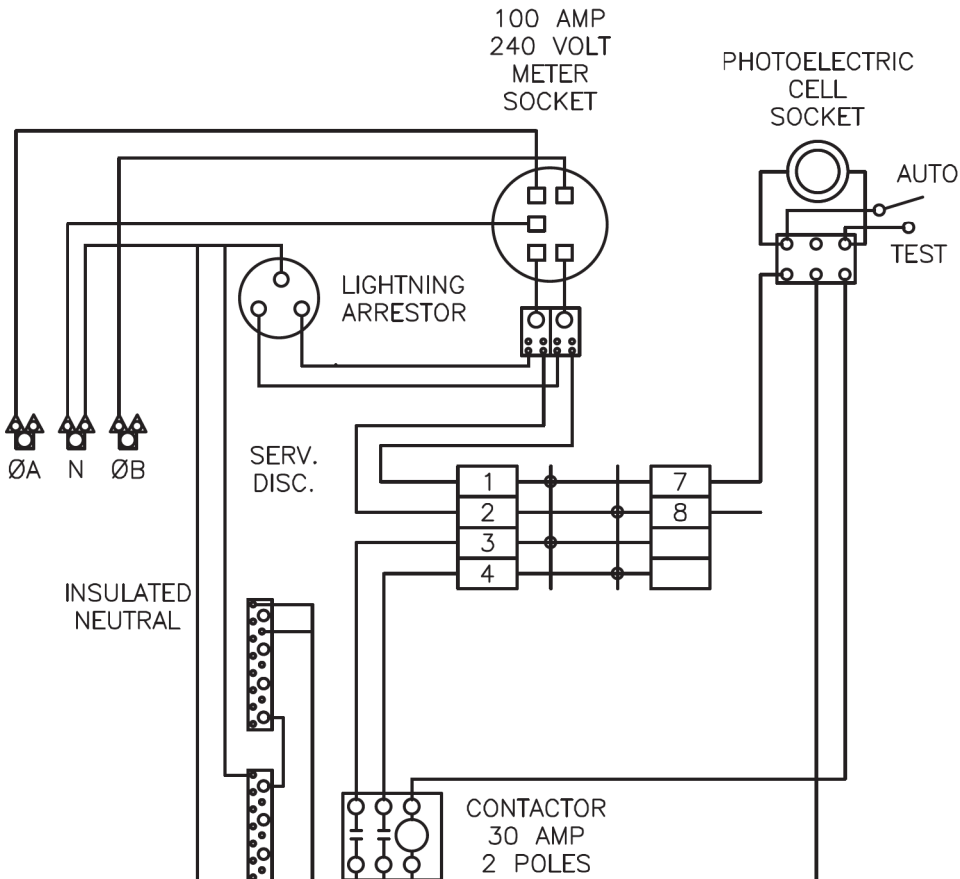 100 AMP
240 VOLT
METER
SOCKET
PHOTOELECTRIC
CELL
SOCKET
AUTO
TEST
LIGHTNING
ARRESTOR
ØA
N
ØB
SERV.
DISC.
1
2
3
4
7
8
INSULATED
NEUTRAL
CONTACTOR
30 AMP
2 POLES